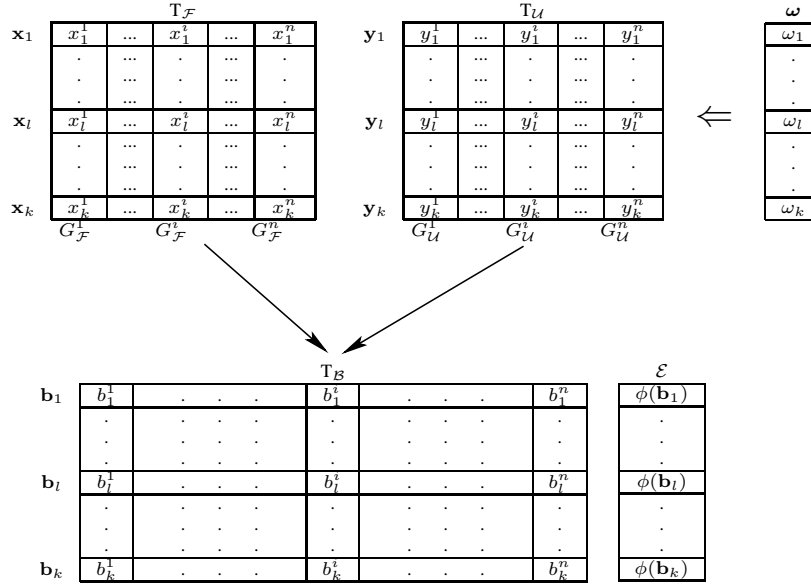 T_ℱ T_𝒰 ω
x_1 x_1^1 ... x_1^i ... x_1^n y_1 y_1^1 ... y_1^i ... y_1^n ω_1
. ... . ... . . ... . ... . .
. ... . ... . . ... . ... . .
. ... . ... . . ... . ... . .
x_l x_l^1 ... x_l^i ... x_l^n y_l y_l^1 ... y_l^i ... y_l^n ⇐ ω_l
. ... . ... . . ... . ... . .
. ... . ... . . ... . ... . .
. ... . ... . . ... . ... . .
x_k x_k^1 ... x_k^i ... x_k^n y_k y_k^1 ... y_k^i ... y_k^n ω_k
G_ℱ^1 G_ℱ^i G_ℱ^n G_𝒰^1 G_𝒰^i G_𝒰^n
T_ℬ ℰ
b_1 b_1^1 . . . b_1^i . . . b_1^n ϕ(b_1)
. . . . . . . . . .
. . . . . . . . . .
. . . . . . . . . .
b_l b_l^1 . . . b_l^i . . . b_l^n ϕ(b_l)
. . . . . . . . . .
. . . . . . . . . .
. . . . . . . . . .
b_k b_k^1 . . . b_k^i . . . b_k^n ϕ(b_k)